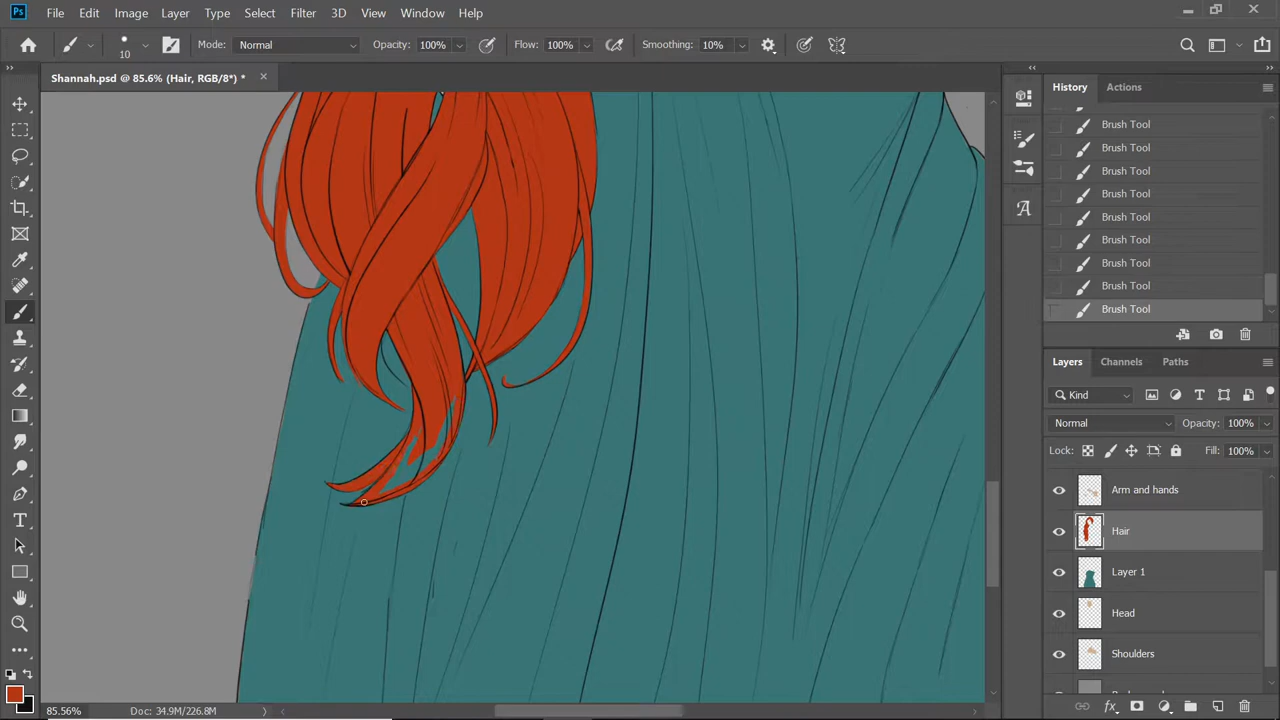 Ps File Edit Image Layer Type Select Filter 3D View Window Help
10 Mode: Normal Opacity: 100% Flow: 100% Smoothing: 10%
Shannah.psd @ 85.6% (Hair, RGB/8*) *
History Actions
Brush Tool
Brush Tool
Brush Tool
Brush Tool
Brush Tool
Brush Tool
Brush Tool
Brush Tool
Brush Tool
Layers Channels Paths
Kind
Normal Opacity: 100%
Lock: Fill: 100%
Arm and hands
Hair
Layer 1
Head
Shoulders
85.56% Doc: 34.9M/226.8M
fx